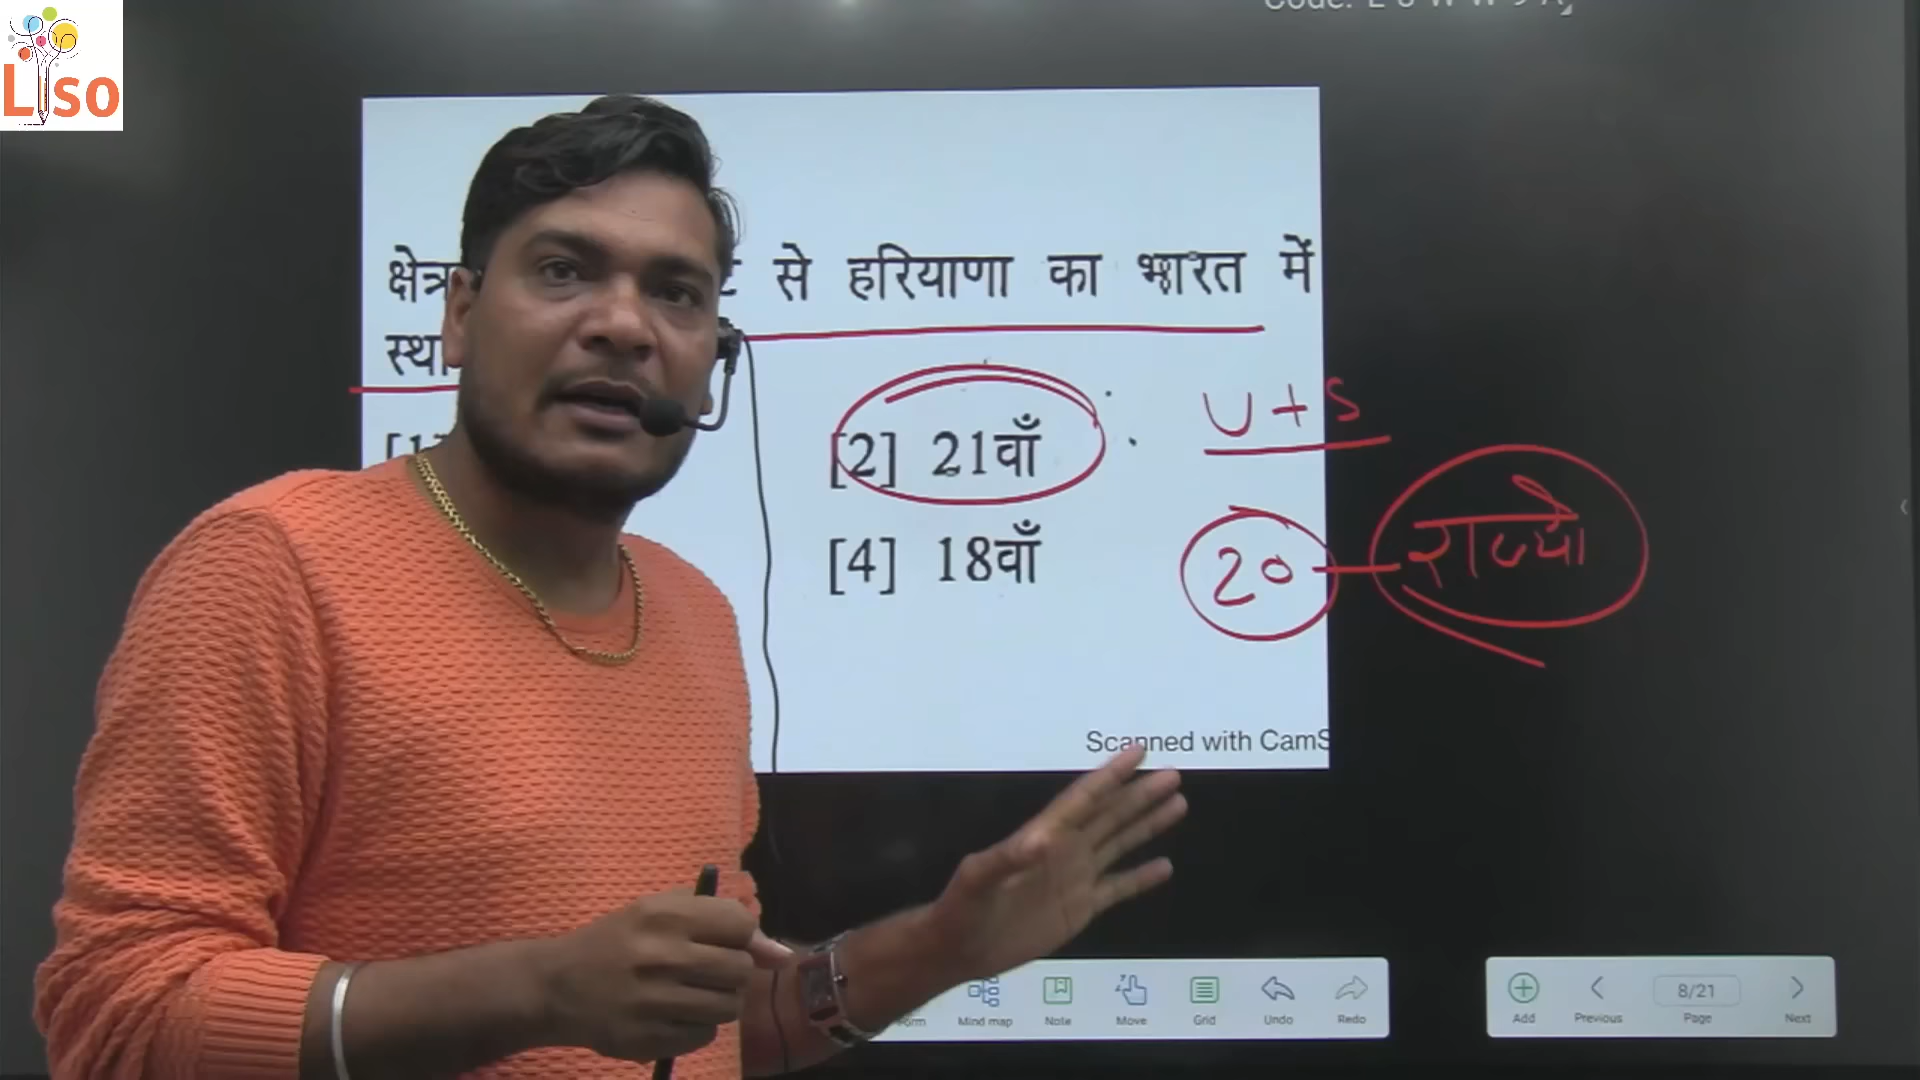 Liso
क्षेत्र से हरियाणा का भारत में
[2] 21वाँ
U + S
[4] 18वाँ
20 राज्यो
Scanned with CamS
Mind map Note Move Grid Undo Redo
Add Previous 8/21 Page Next